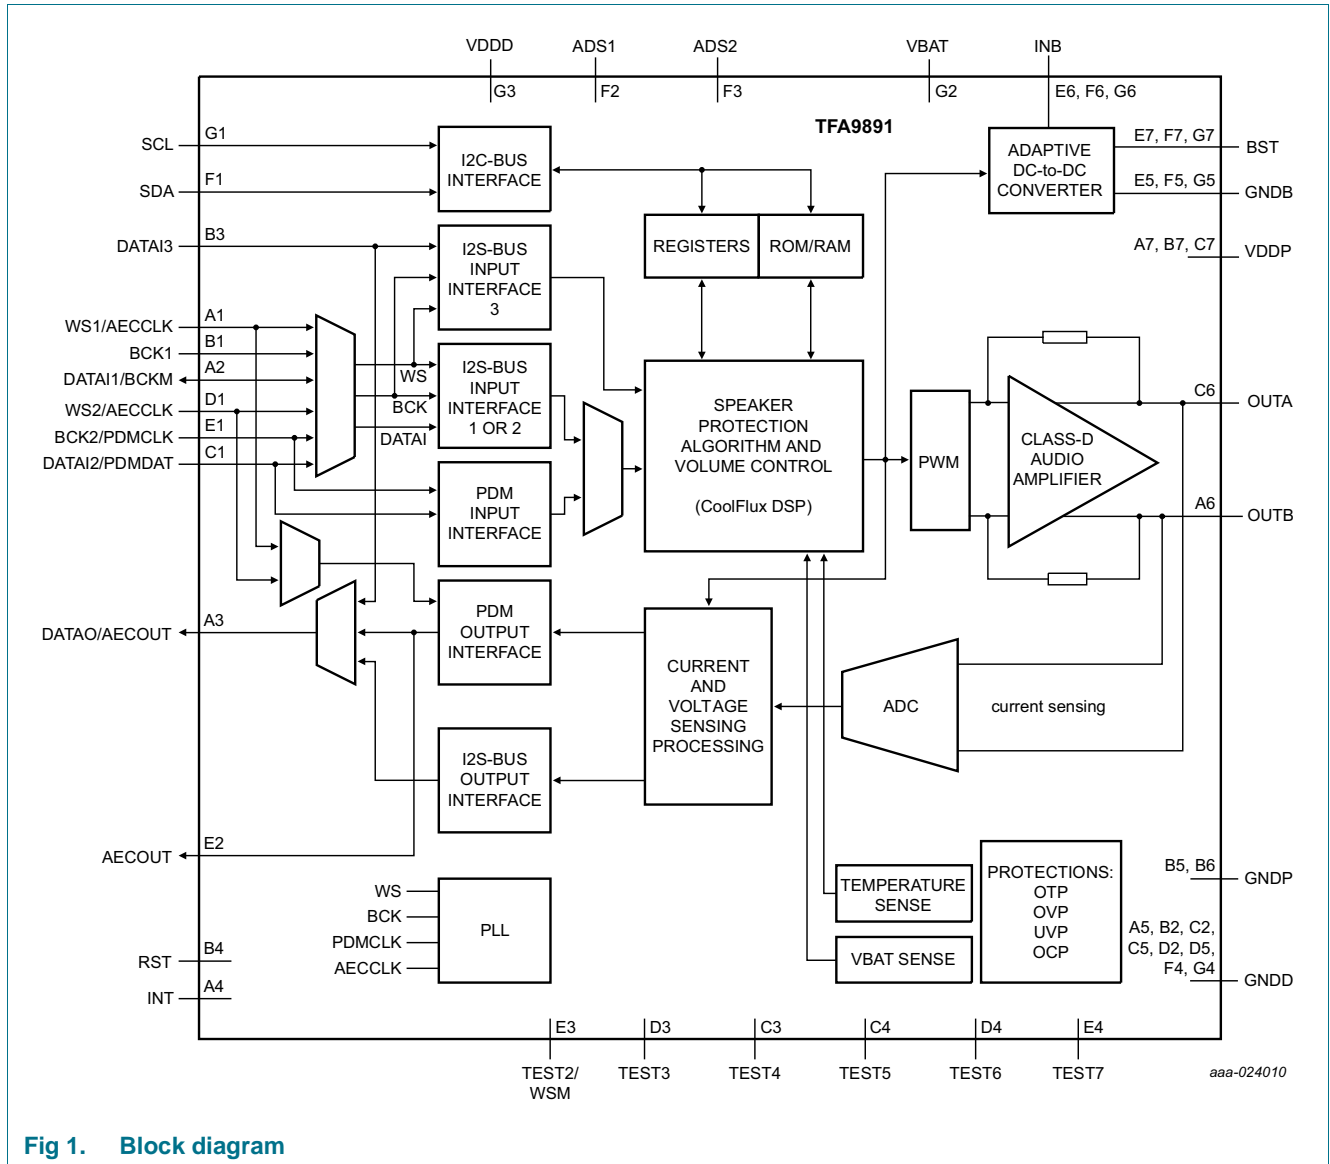 VDDD
ADS1
ADS2
VBAT
INB
G3
F2
F3
G2
E6, F6, G6
TFA9891
SCL
G1
SDA
F1
I2C-BUS
INTERFACE
ADAPTIVE
DC-to-DC
CONVERTER
E7, F7, G7
BST
E5, F5, G5
GNDB
A7, B7, C7
VDDP
DATAI3
B3
I2S-BUS
INPUT
INTERFACE
3
REGISTERS
ROM/RAM
WS1/AECCLK
A1
BCK1
B1
DATAI1/BCKM
A2
WS2/AECCLK
D1
BCK2/PDMCLK
E1
DATAI2/PDMDAT
C1
WS
BCK
DATAI
I2S-BUS
INPUT
INTERFACE
1 OR 2
PDM
INPUT
INTERFACE
SPEAKER
PROTECTION
ALGORITHM AND
VOLUME CONTROL
(CoolFlux DSP)
PWM
CLASS-D
AUDIO
AMPLIFIER
C6
OUTA
A6
OUTB
DATAO/AECOUT
A3
PDM
OUTPUT
INTERFACE
CURRENT
AND
VOLTAGE
SENSING
PROCESSING
ADC
current sensing
I2S-BUS
OUTPUT
INTERFACE
AECOUT
E2
WS
BCK
PDMCLK
AECCLK
PLL
TEMPERATURE
SENSE
VBAT SENSE
PROTECTIONS:
OTP
OVP
UVP
OCP
B5, B6
GNDP
A5, B2, C2,
C5, D2, D5,
F4, G4
GNDD
RST
B4
INT
A4
E3
D3
C3
C4
D4
E4
TEST2/
WSM
TEST3
TEST4
TEST5
TEST6
TEST7
aaa-024010
Fig 1. Block diagram